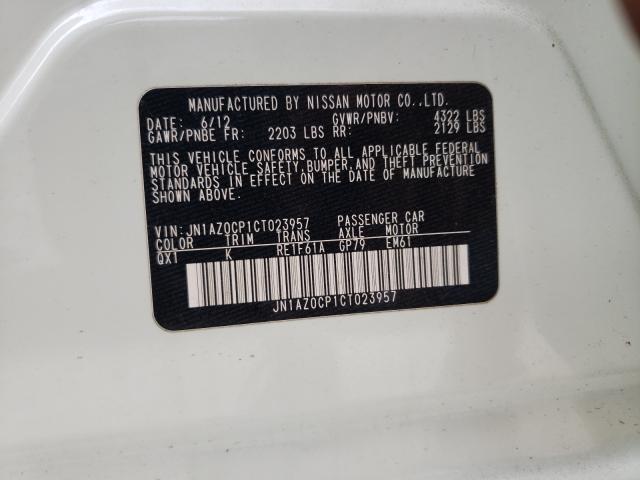 MANUFACTURED BY NISSAN MOTOR CO.,LTD.
DATE: 6/12 GVWR/PNBV: 4322 LBS
GAWR/PNBE FR: 2203 LBS RR: 2129 LBS
THIS VEHICLE CONFORMS TO ALL APPLICABLE FEDERAL
MOTOR VEHICLE SAFETY,BUMPER,AND THEFT PREVENTION
STANDARDS IN EFFECT ON THE DATE OF MANUFACTURE
SHOWN ABOVE.
VIN: JN1AZ0CP1CT023957 PASSENGER CAR
COLOR TRIM TRANS AXLE MOTOR
QX1 K RE1F61A GP79 EM61
JN1AZ0CP1CT023957